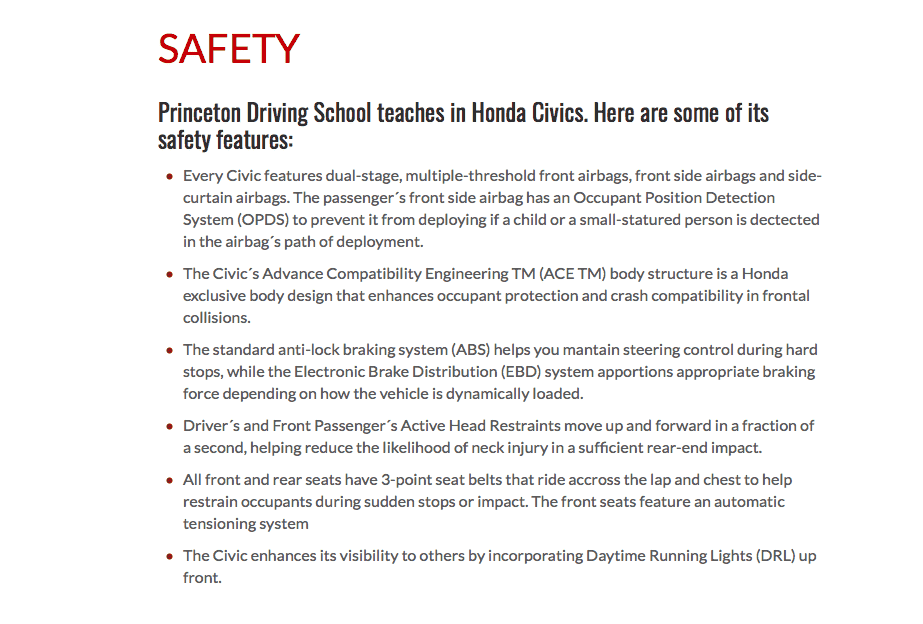 SAFETY
Princeton Driving School teaches in Honda Civics. Here are some of its
safety features:
Every Civic features dual-stage, multiple-threshold front airbags, front side airbags and side-
curtain airbags. The passenger´s front side airbag has an Occupant Position Detection
System (OPDS) to prevent it from deploying if a child or a small-statured person is dectected
in the airbag´s path of deployment.
The Civic´s Advance Compatibility Engineering TM (ACE TM) body structure is a Honda
exclusive body design that enhances occupant protection and crash compatibility in frontal
collisions.
The standard anti-lock braking system (ABS) helps you mantain steering control during hard
stops, while the Electronic Brake Distribution (EBD) system apportions appropriate braking
force depending on how the vehicle is dynamically loaded.
Driver´s and Front Passenger´s Active Head Restraints move up and forward in a fraction of
a second, helping reduce the likelihood of neck injury in a sufficient rear-end impact.
All front and rear seats have 3-point seat belts that ride accross the lap and chest to help
restrain occupants during sudden stops or impact. The front seats feature an automatic
tensioning system
The Civic enhances its visibility to others by incorporating Daytime Running Lights (DRL) up
front.